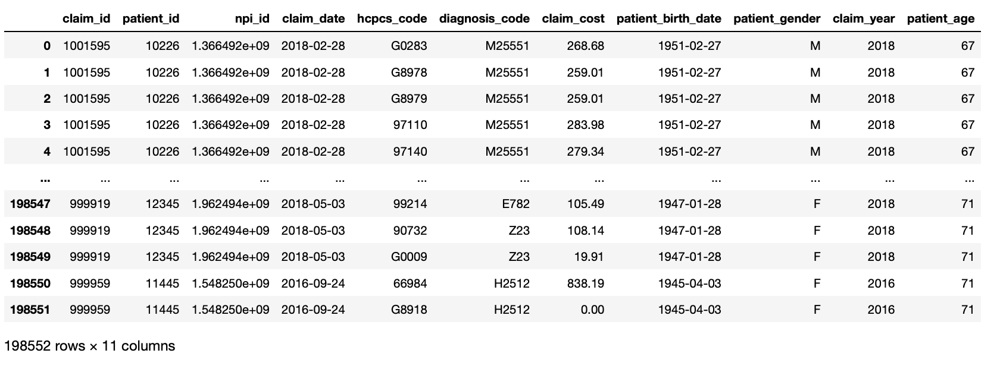 claim_id patient_id npi_id claim_date hcpcs_code diagnosis_code claim_cost patient_birth_date patient_gender claim_year patient_age
0 1001595 10226 1.366492e+09 2018-02-28 G0283 M25551 268.68 1951-02-27 M 2018 67
1 1001595 10226 1.366492e+09 2018-02-28 G8978 M25551 259.01 1951-02-27 M 2018 67
2 1001595 10226 1.366492e+09 2018-02-28 G8979 M25551 259.01 1951-02-27 M 2018 67
3 1001595 10226 1.366492e+09 2018-02-28 97110 M25551 283.98 1951-02-27 M 2018 67
4 1001595 10226 1.366492e+09 2018-02-28 97140 M25551 279.34 1951-02-27 M 2018 67
... ... ... ... ... ... ... ... ... ... ... ...
198547 999919 12345 1.962494e+09 2018-05-03 99214 E782 105.49 1947-01-28 F 2018 71
198548 999919 12345 1.962494e+09 2018-05-03 90732 Z23 108.14 1947-01-28 F 2018 71
198549 999919 12345 1.962494e+09 2018-05-03 G0009 Z23 19.91 1947-01-28 F 2018 71
198550 999959 11445 1.548250e+09 2016-09-24 66984 H2512 838.19 1945-04-03 F 2016 71
198551 999959 11445 1.548250e+09 2016-09-24 G8918 H2512 0.00 1945-04-03 F 2016 71
198552 rows × 11 columns